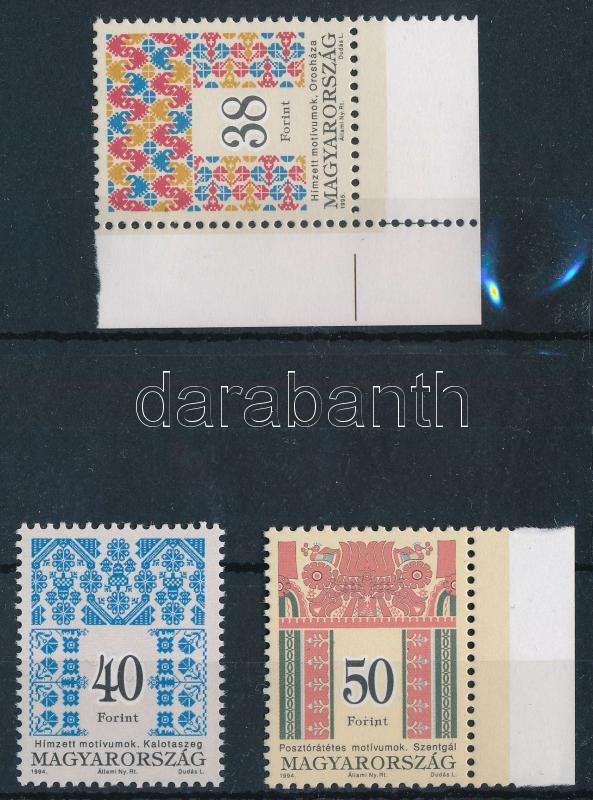 38
Forint
Hímzett motívumok, Orosháza
MAGYARORSZÁG
1995. Állami Ny. Rt. Dudás L.
darabanth
40
Forint
Hímzett motívumok. Kalotaszeg
MAGYARORSZÁG
1994. Állami Ny. Rt. Dudás L.
50
Forint
Posztórátétes motívumok. Szentgál
MAGYARORSZÁG
1994. Állami Ny. Rt. Dudás L.